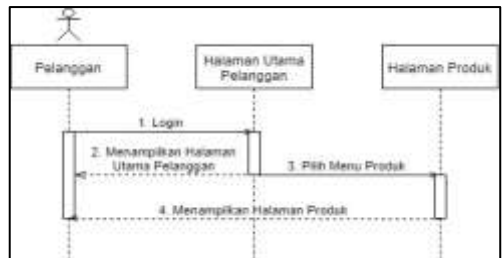 Pelanggan
Halaman Utama
Pelanggan
Halaman Produk
1. Login
2. Menampilkan Halaman
Utama Pelanggan
3. Pilih Menu Produk
4. Menampilkan Halaman Produk